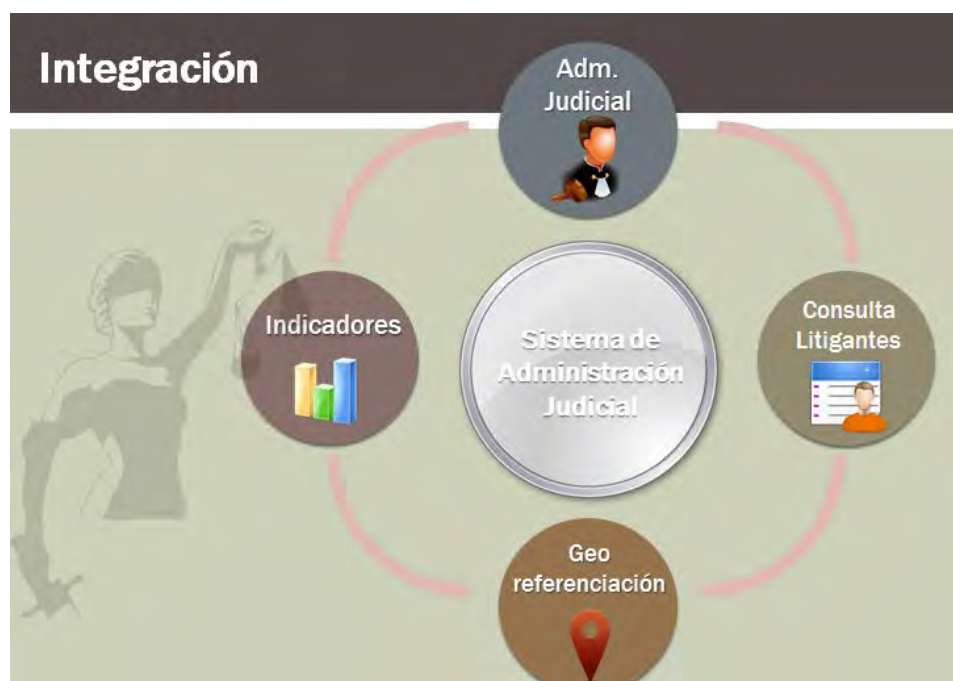 Integración
Adm.
Judicial
Indicadores
Sistema de
Administración
Judicial
Consulta
Litigantes
Geo
referenciación